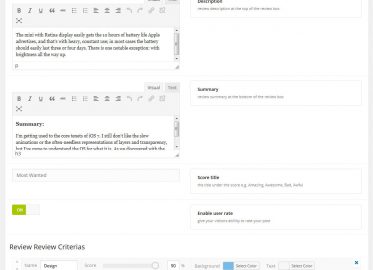 Description
review description at the top of the review box.
Visual Text
The mini with Retina display easily gets the 10 hours of battery life Apple
advertises, and that's with heavy, constant use; in most cases the battery
should easily last three or four days. There is one notable exception: with
brightness all the way up.
p
Visual Text
Summary
review summary at the bottom of the review box.
Summary:
I'm getting used to the core tenets of iOS 7. I still don't like the slow
animations or the often-needless representations of layers and transparency,
but I've come to understand the OS for what it is. As we discussed with the
h3
Most Wanted
Score title
the title under the score e.g. Amazing, Awesome, Bad, Awful
ON
Enable user rate
give your visitors ability to rate your post
Review Review Criterias
Name Design Score 90 % Background Select Color Text Select Color